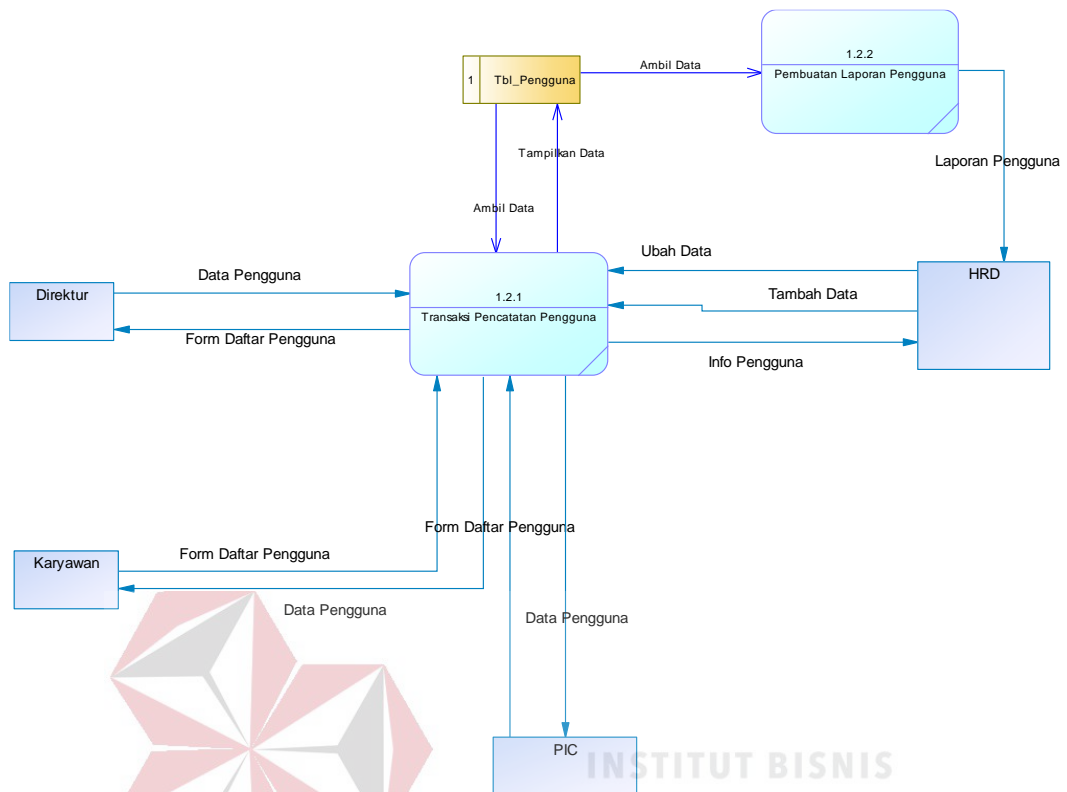 1.2.2
Pembuatan Laporan Pengguna
Ambil Data
1 Tbl_Pengguna
Tampilkan Data
Laporan Pengguna
Ambil Data
Ubah Data
HRD
Data Pengguna
Direktur
1.2.1
Transaksi Pencatatan Pengguna
Tambah Data
Form Daftar Pengguna
Info Pengguna
Form Daftar Pengguna
Form Daftar Pengguna
Karyawan
Data Pengguna
Data Pengguna
PIC
INSTITUT BISNIS